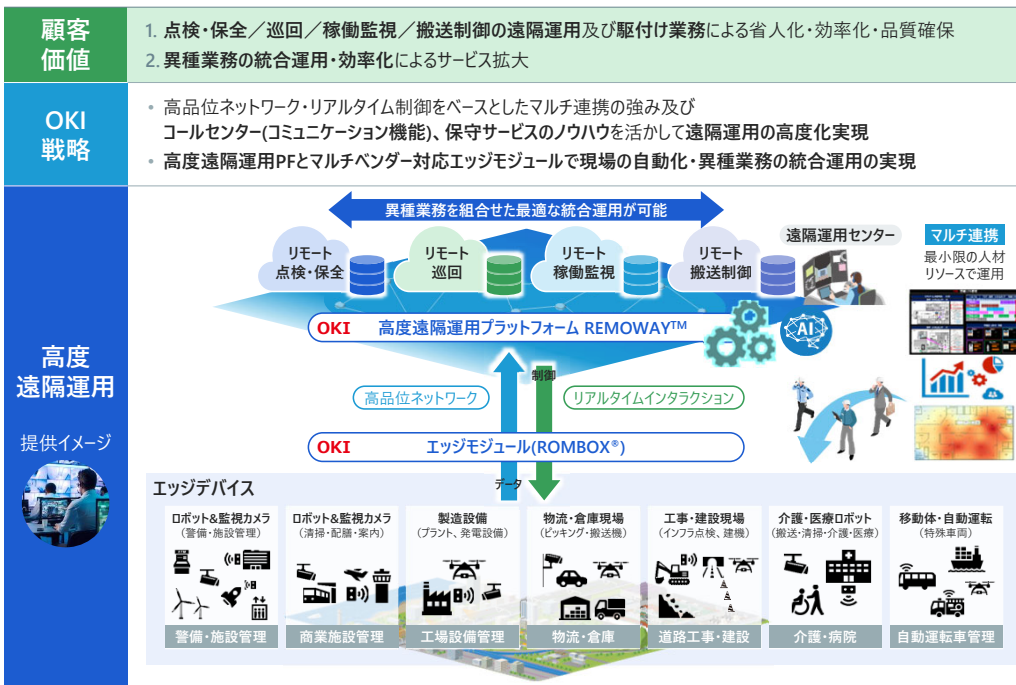 顧客
価値
1. 点検・保全／巡回／稼働監視／搬送制御の遠隔運用及び駆付け業務による省人化・効率化・品質確保
2. 異種業務の統合運用・効率化によるサービス拡大
OKI
戦略
• 高品位ネットワーク・リアルタイム制御をベースとしたマルチ連携の強み及び
コールセンター(コミュニケーション機能)、保守サービスのノウハウを活かして遠隔運用の高度化実現
• 高度遠隔運用PFとマルチベンダー対応エッジモジュールで現場の自動化・異種業務の統合運用の実現
高度
遠隔運用
提供イメージ
異種業務を組合せた最適な統合運用が可能
リモート
点検・保全
リモート
巡回
リモート
稼働監視
リモート
搬送制御
遠隔運用センター
マルチ連携
最小限の人材
リソースで運用
OKI 高度遠隔運用プラットフォーム REMOWAY™
AI
制御
高品位ネットワーク
リアルタイムインタラクション
OKI エッジモジュール(ROMBOX®)
データ
エッジデバイス
ロボット&監視カメラ
(警備・施設管理)
警備・施設管理
ロボット&監視カメラ
(清掃・配膳・案内)
商業施設管理
製造設備
(プラント、発電設備)
工場設備管理
物流・倉庫現場
(ピッキング・搬送機)
物流・倉庫
工事・建設現場
(インフラ点検、建機)
道路工事・建設
介護・医療ロボット
(搬送・清掃・介護・医療)
介護・病院
移動体・自動運転
(特殊車両)
自動運転車管理